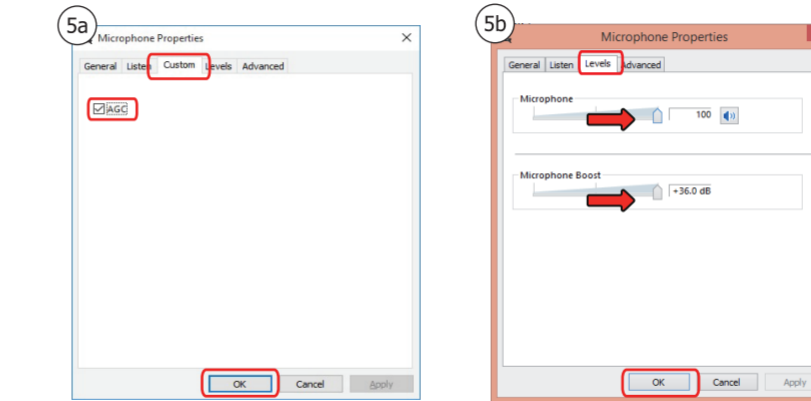 5a
Microphone Properties
General Listen Custom Levels Advanced
AGC
OK Cancel Apply
5b
Microphone Properties
General Listen Levels Advanced
Microphone
100
Microphone Boost
+36.0 dB
OK Cancel Apply